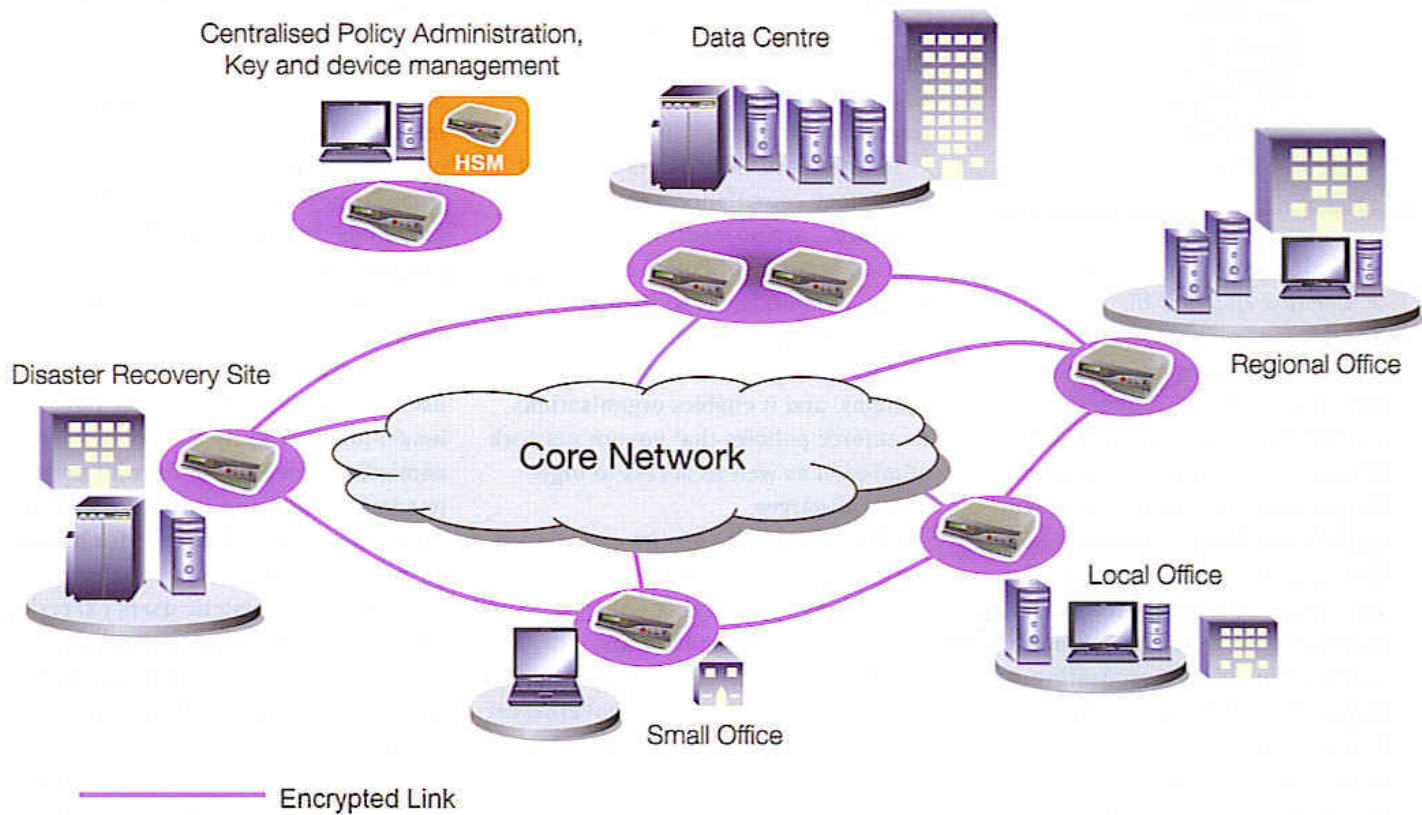 Centralised Policy Administration,
Key and device management
HSM
Data Centre
Regional Office
Disaster Recovery Site
Core Network
Local Office
Small Office
Encrypted Link